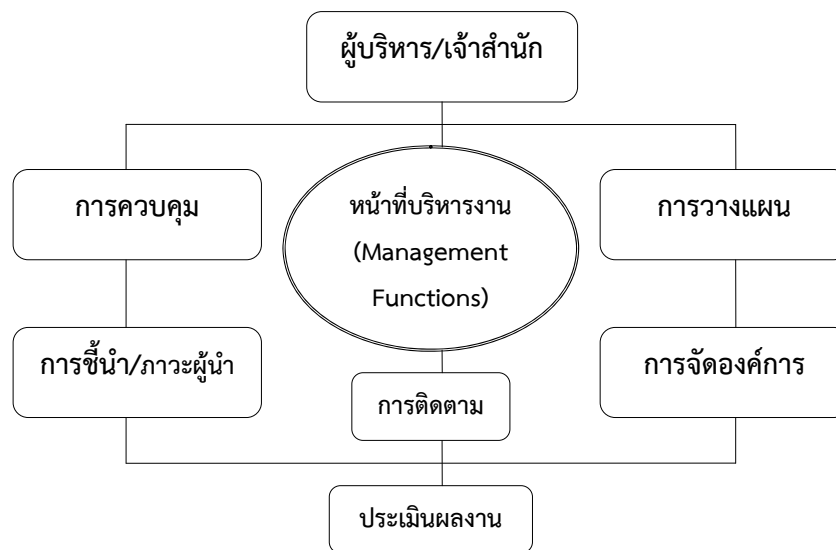 ผู้บริหาร/เจ้าสำนัก
การควบคุม
หน้าที่บริหารงาน
(Management
Functions)
การวางแผน
การชี้นำ/ภาวะผู้นำ
การติดตาม
การจัดองค์การ
ประเมินผลงาน